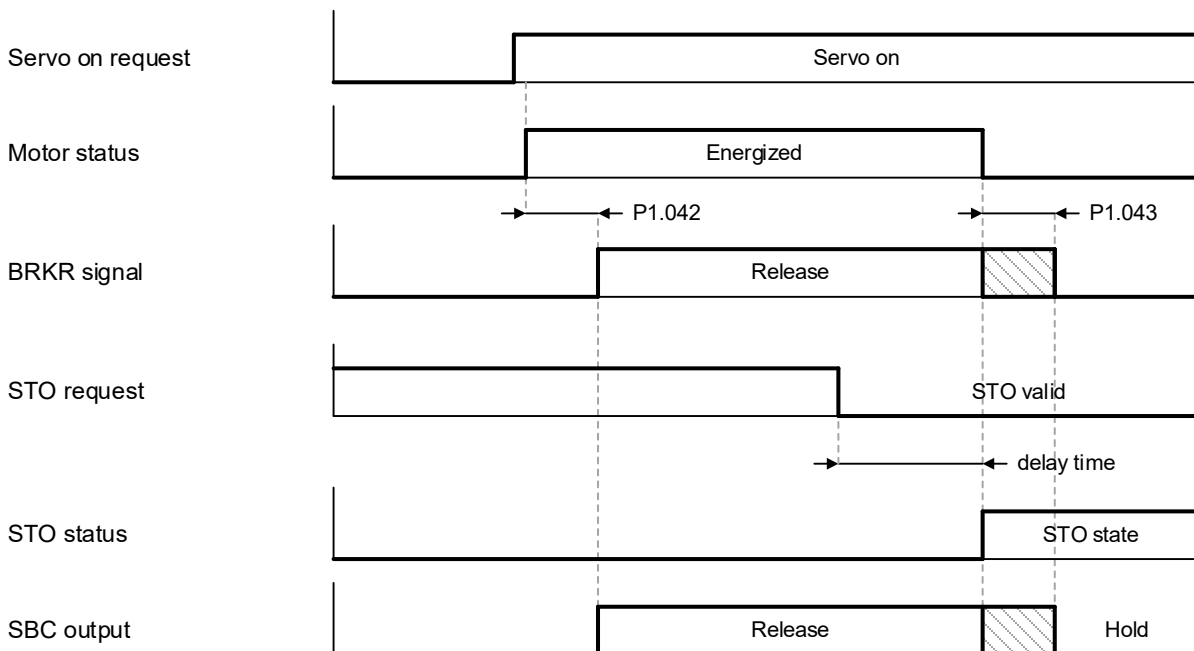 Servo on request
Servo on
Motor status
Energized
P1.042
P1.043
BRKR signal
Release
STO request
STO valid
delay time
STO status
STO state
SBC output
Release
Hold